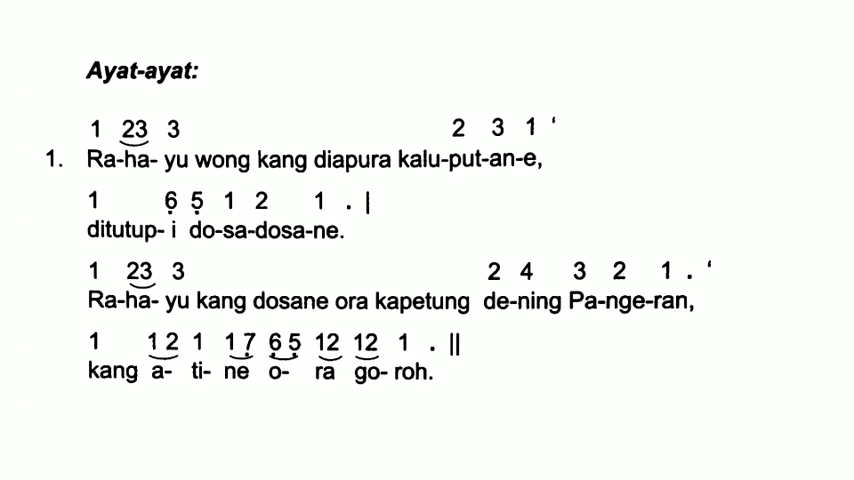 Ayat-ayat:
1 23 3 2 3 1 ‘
1. Ra-ha- yu wong kang diapura kalu-put-an-e,
1 6̣ 5̣ 1 2 1 . |
ditutup- i do-sa-dosa-ne.
1 23 3 2 4 3 2 1 . ‘
Ra-ha- yu kang dosane ora kapetung de-ning Pa-nge-ran,
1 1 2 1 1 7̣ 6̣ 5̣ 12 12 1 . ||
kang a- ti- ne o- ra go- roh.